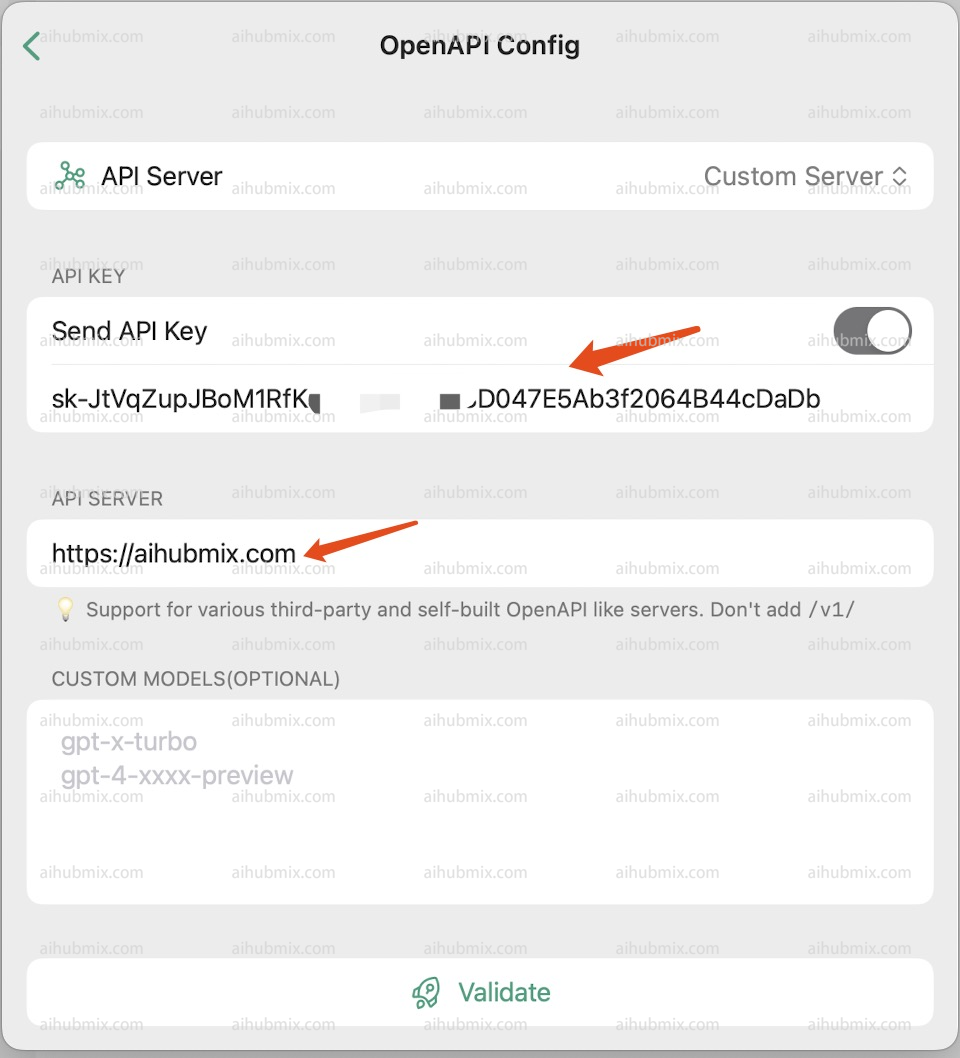 OpenAPI Config
API Server Custom Server
API KEY
Send API Key
sk-JtVqZupJBoM1RfK D047E5Ab3f2064B44cDaDb
API SERVER
https://aihubmix.com
💡 Support for various third-party and self-built OpenAPI like servers. Don't add /v1/
CUSTOM MODELS(OPTIONAL)
gpt-x-turbo
gpt-4-xxxx-preview
Validate
aihubmix.com